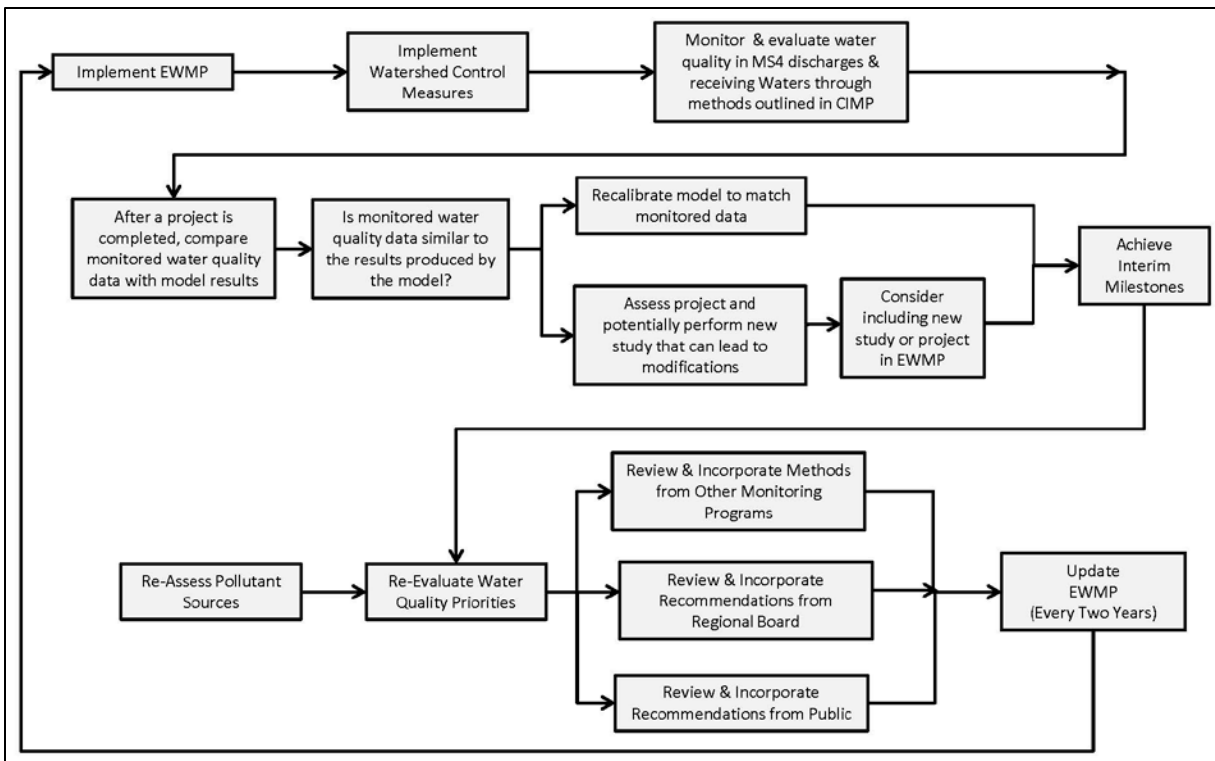 Implement EWMP
Implement
Watershed Control
Measures
Monitor & evaluate water
quality in MS4 discharges &
receiving Waters through
methods outlined in CIMP
After a project is
completed, compare
monitored water quality
data with model results
Is monitored water
quality data similar to
the results produced by
the model?
Recalibrate model to match
monitored data
Assess project and
potentially perform new
study that can lead to
modifications
Consider
including new
study or project
in EWMP
Achieve
Interim
Milestones
Re-Assess Pollutant
Sources
Re-Evaluate Water
Quality Priorities
Review & Incorporate Methods
from Other Monitoring
Programs
Review & Incorporate
Recommendations from
Regional Board
Review & Incorporate
Recommendations from Public
Update
EWMP
(Every Two Years)